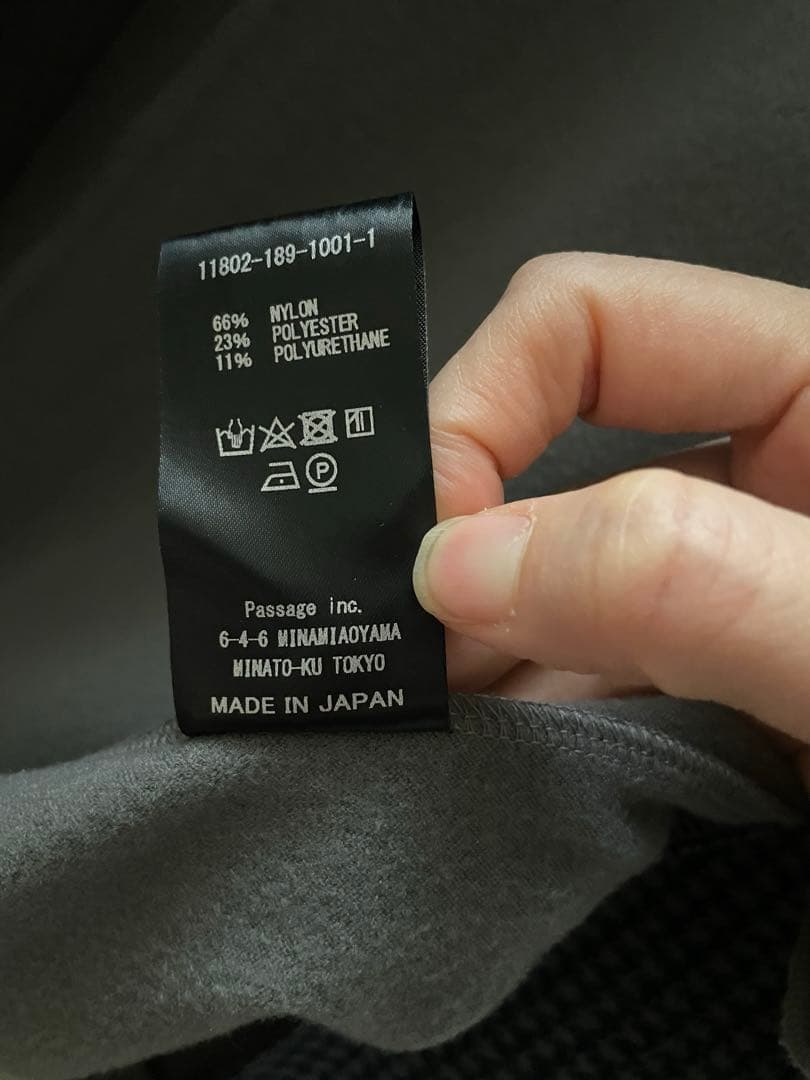 11802-189-1001-1
66% NYLON
23% POLYESTER
11% POLYURETHANE
P
Passage inc.
6-4-6 MINAMIAOYAMA
MINATO-KU TOKYO
MADE IN JAPAN